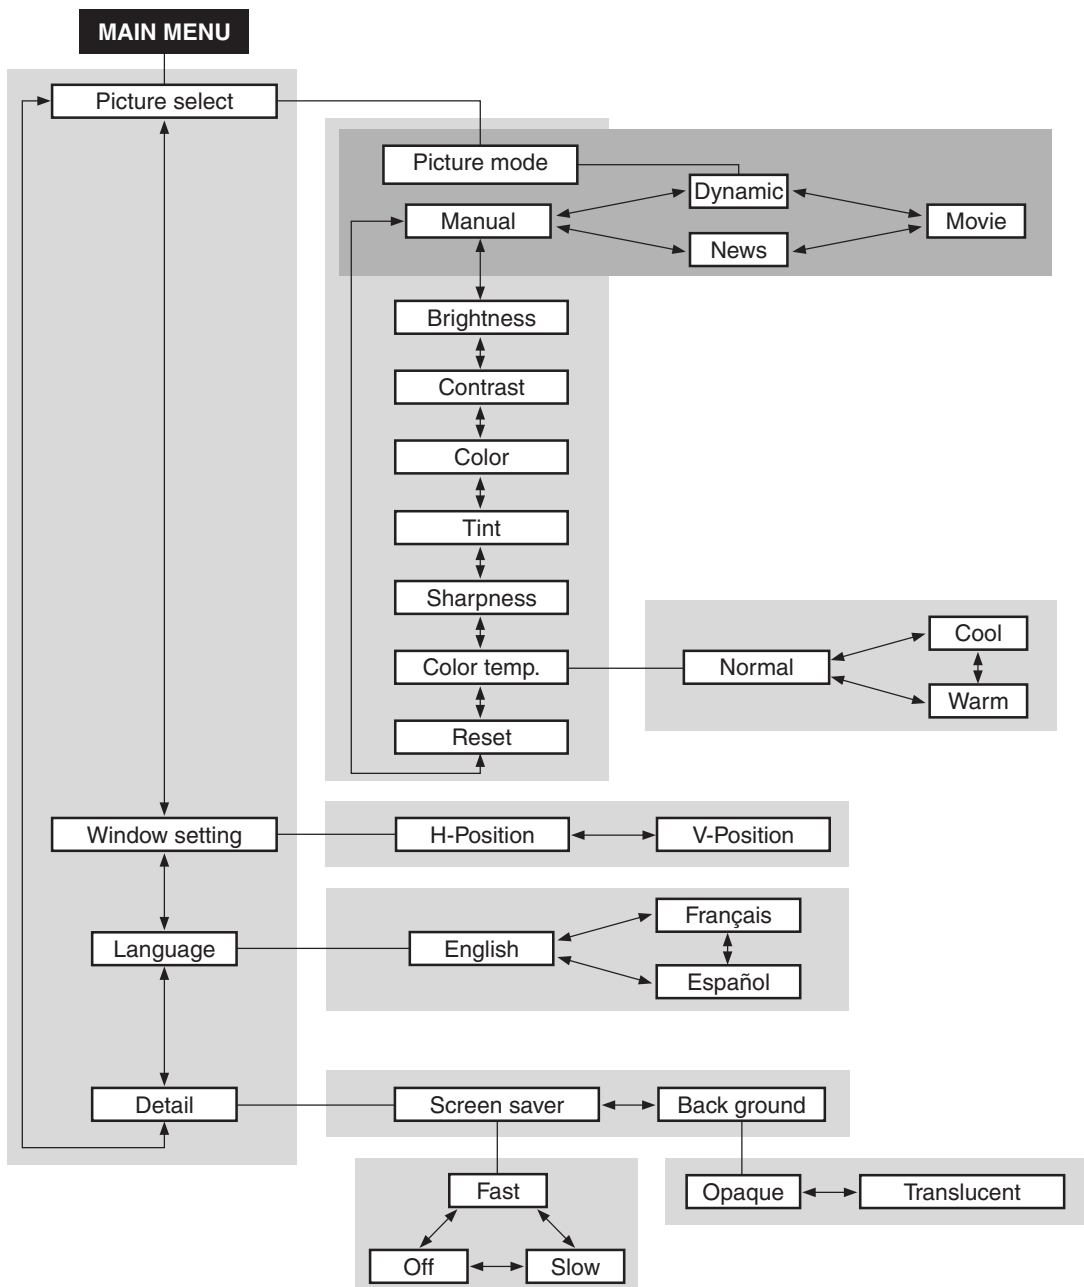 MAIN MENU
Picture select
Picture mode
Dynamic
Manual
Movie
News
Brightness
Contrast
Color
Tint
Sharpness
Cool
Color temp.
Normal
Warm
Reset
Window setting
H-Position
V-Position
Français
Language
English
Español
Detail
Screen saver
Back ground
Fast
Opaque
Translucent
Off
Slow